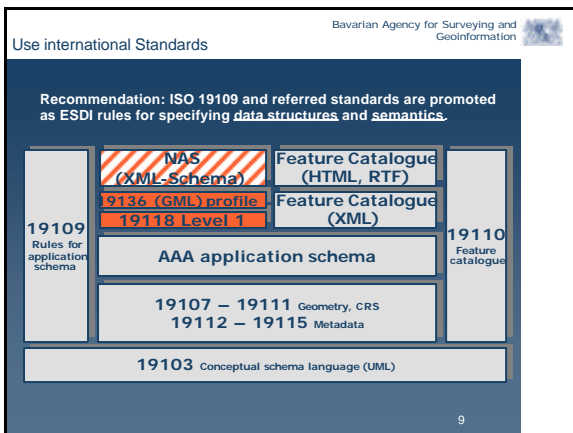 Bavarian Agency for Surveying and
Geoinformation
Use international Standards
Recommendation: ISO 19109 and referred standards are promoted
as ESDI rules for specifying data structures and semantics.
19109
Rules for
application
schema
NAS
(XML-Schema)
19136 (GML) profile
19118 Level 1
Feature Catalogue
(HTML, RTF)
Feature Catalogue
(XML)
AAA application schema
19107 – 19111 Geometry, CRS
19112 – 19115 Metadata
19110
Feature
catalogue
19103 Conceptual schema language (UML)
9